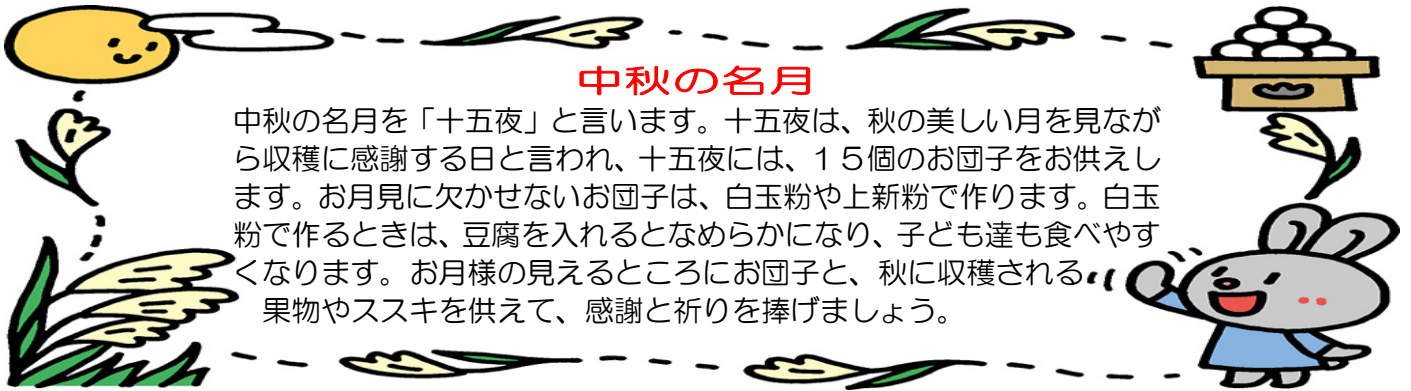 中秋の名月
中秋の名月を「十五夜」と言います。十五夜は、秋の美しい月を見なが
ら収穫に感謝する日と言われ、十五夜には、１５個のお団子をお供えし
ます。お月見に欠かせないお団子は、白玉粉や上新粉で作ります。白玉
粉で作るときは、豆腐を入れるとなめらかになり、子ども達も食べやす
くなります。お月様の見えるところにお団子と、秋に収穫される
果物やススキを供えて、感謝と祈りを捧げましょう。